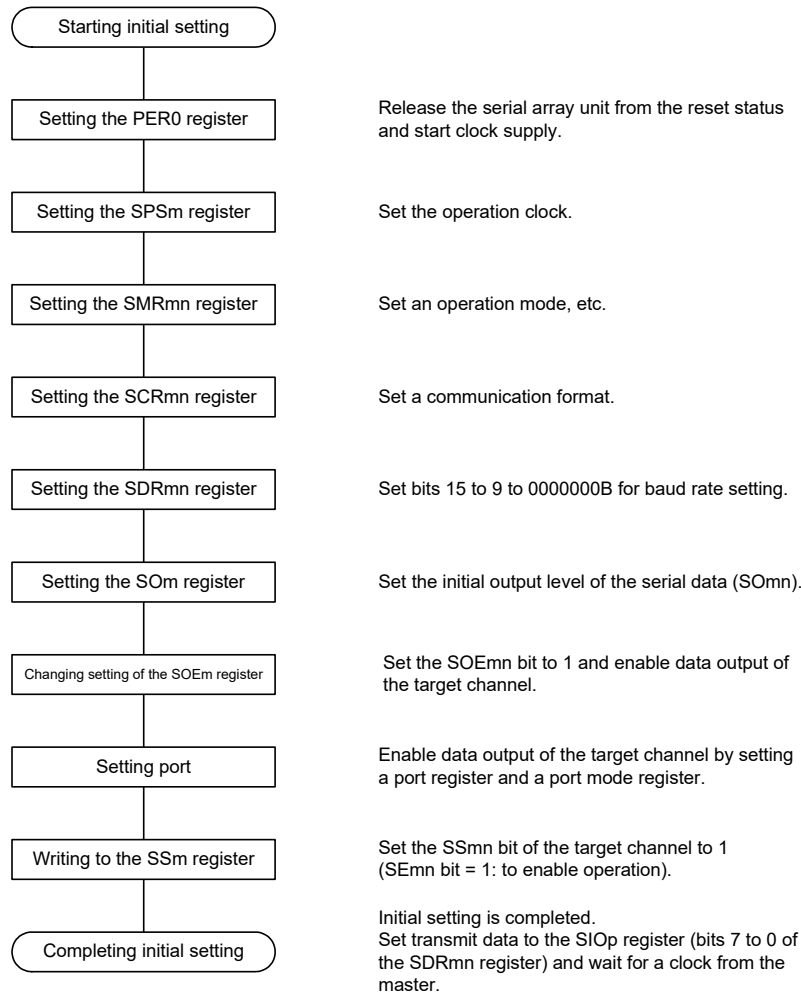 Starting initial setting
Setting the PER0 register
Release the serial array unit from the reset status
and start clock supply.
Setting the SPSm register
Set the operation clock.
Setting the SMRmn register
Set an operation mode, etc.
Setting the SCRmn register
Set a communication format.
Setting the SDRmn register
Set bits 15 to 9 to 0000000B for baud rate setting.
Setting the SOm register
Set the initial output level of the serial data (SOmn).
Changing setting of the SOEm register
Set the SOEmn bit to 1 and enable data output of
the target channel.
Setting port
Enable data output of the target channel by setting
a port register and a port mode register.
Writing to the SSm register
Set the SSmn bit of the target channel to 1
(SEmn bit = 1: to enable operation).
Completing initial setting
Initial setting is completed.
Set transmit data to the SIOp register (bits 7 to 0 of
the SDRmn register) and wait for a clock from the
master.